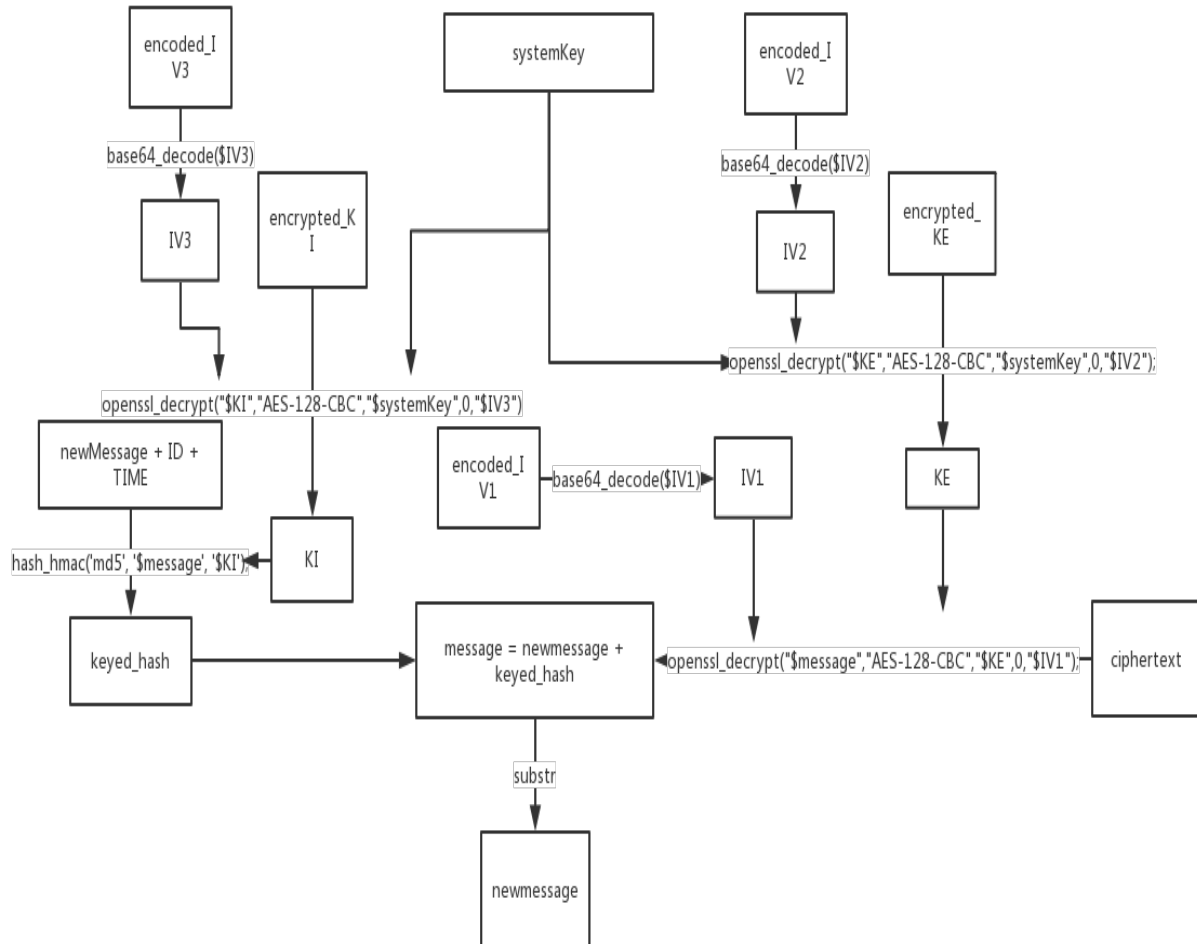 encoded_I
V3
systemKey
encoded_I
V2
base64_decode($IV3)
base64_decode($IV2)
encrypted_K
I
encrypted_
KE
IV3
IV2
openssl_decrypt("$KE","AES-128-CBC","$systemKey",0,"$IV2");
openssl_decrypt("$KI","AES-128-CBC","$systemKey",0,"$IV3")
newMessage + ID +
TIME
encoded_I
V1
base64_decode($IV1)
IV1
KE
hash_hmac('md5', '$message', '$KI');
KI
keyed_hash
message = newmessage +
keyed_hash
openssl_decrypt("$message","AES-128-CBC","$KE",0,"$IV1");
ciphertext
substr
newmessage